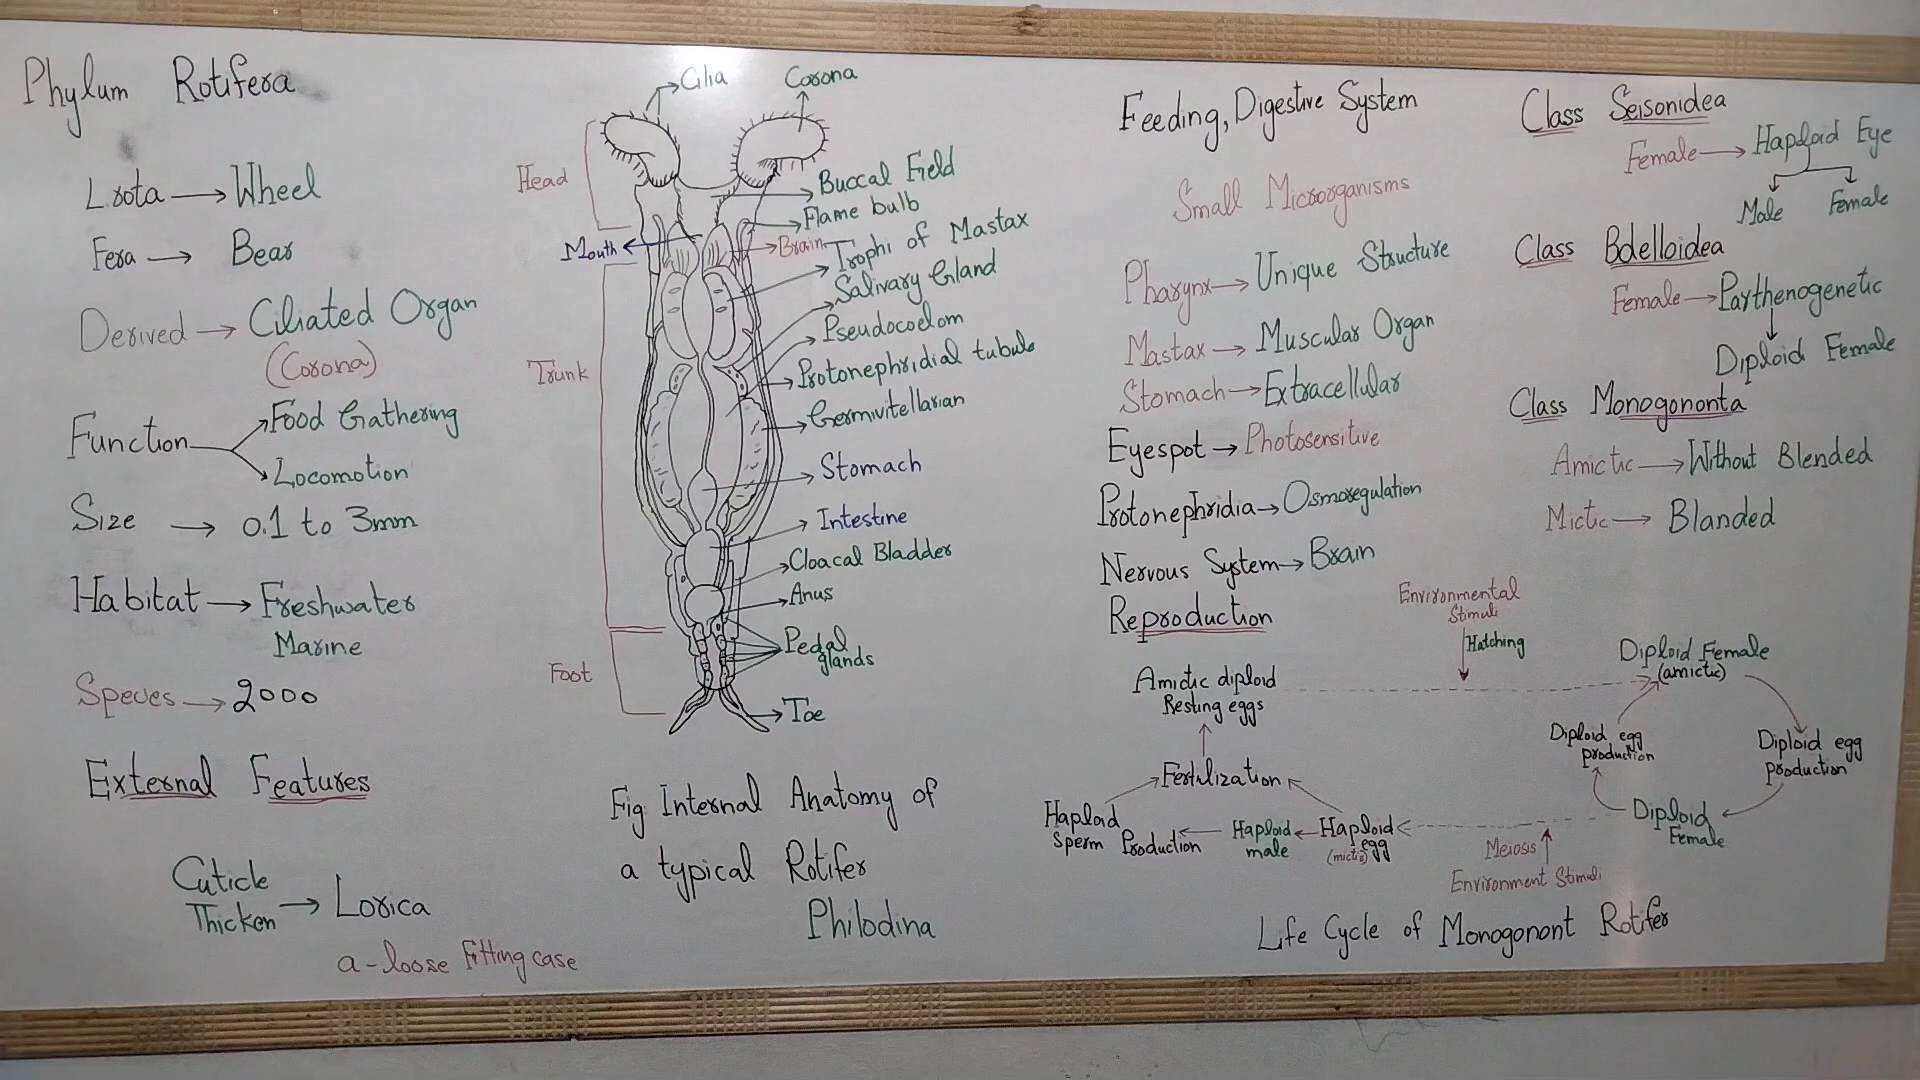 Phylum Rotifera
L.rota → Wheel
Fera → Bear
Derived → Ciliated Organ
(Corona)
Function → Food Gathering
→ Locomotion
Size → 0.1 to 3mm
Habitat → Freshwater
Marine
Species → 2000
External Features
Cuticle
Thicken → Lorica
a-loose fitting case
Cilia
Corona
Head
Buccal Field
Flame bulb
Mouth
Brain
Trophi of Mastax
Salivary Gland
Pseudocoelom
Trunk
Protonephridial tubule
Germivitellarian
Stomach
Intestine
Cloacal Bladder
Anus
Pedal
glands
Foot
Toe
Fig Internal Anatomy of
a typical Rotifer
Philodina
Feeding, Digestive System
Small Microorganisms
Pharynx → Unique Structure
Mastax → Muscular Organ
Stomach → Extracellular
Eyespot → Photosensitive
Protonephridia → Osmoregulation
Nervous System → Brain
Reproduction
Class Seisonidea
Female → Haploid Eye
Male Female
Class Bdelloidea
Female → Parthenogenetic
Diploid Female
Class Monogononta
Amictic → Without Blended
Mictic → Blanded
Environmental
Stimuli
Hatching
Amictic diploid
Resting eggs
Diploid Female
(amictic)
Diploid egg
production
Diploid egg
production
Fertilization
Diploid
Female
Haploid
sperm Production
Haploid
male
Haploid
egg
(mictic)
Meiosis
Environment Stimuli
Life Cycle of Monogonont Rotifer